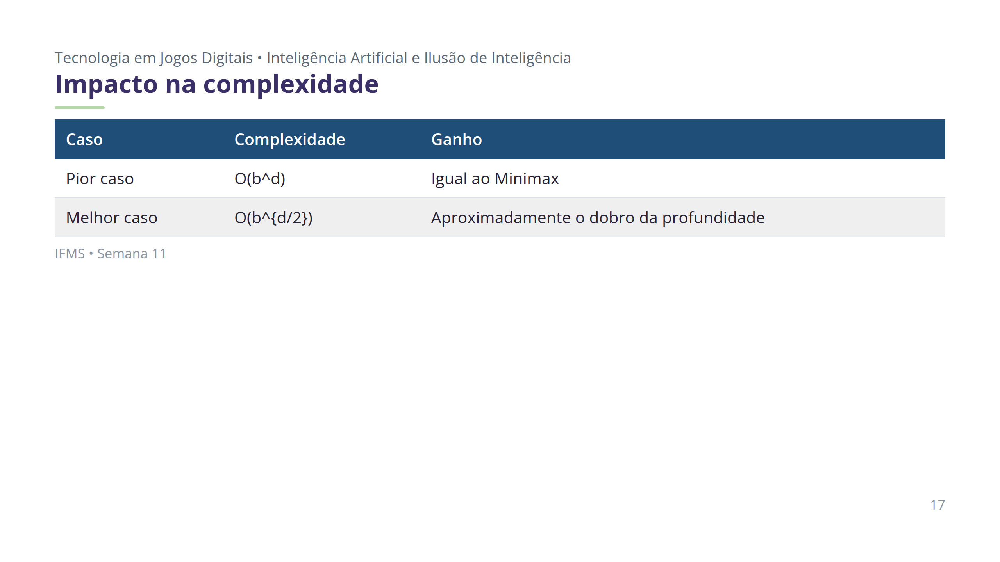 Tecnologia em Jogos Digitais • Inteligência Artificial e Ilusão de Inteligência
Impacto na complexidade
Caso Complexidade Ganho
Pior caso O(b^d) Igual ao Minimax
Melhor caso O(b^{d/2}) Aproximadamente o dobro da profundidade
IFMS • Semana 11
17